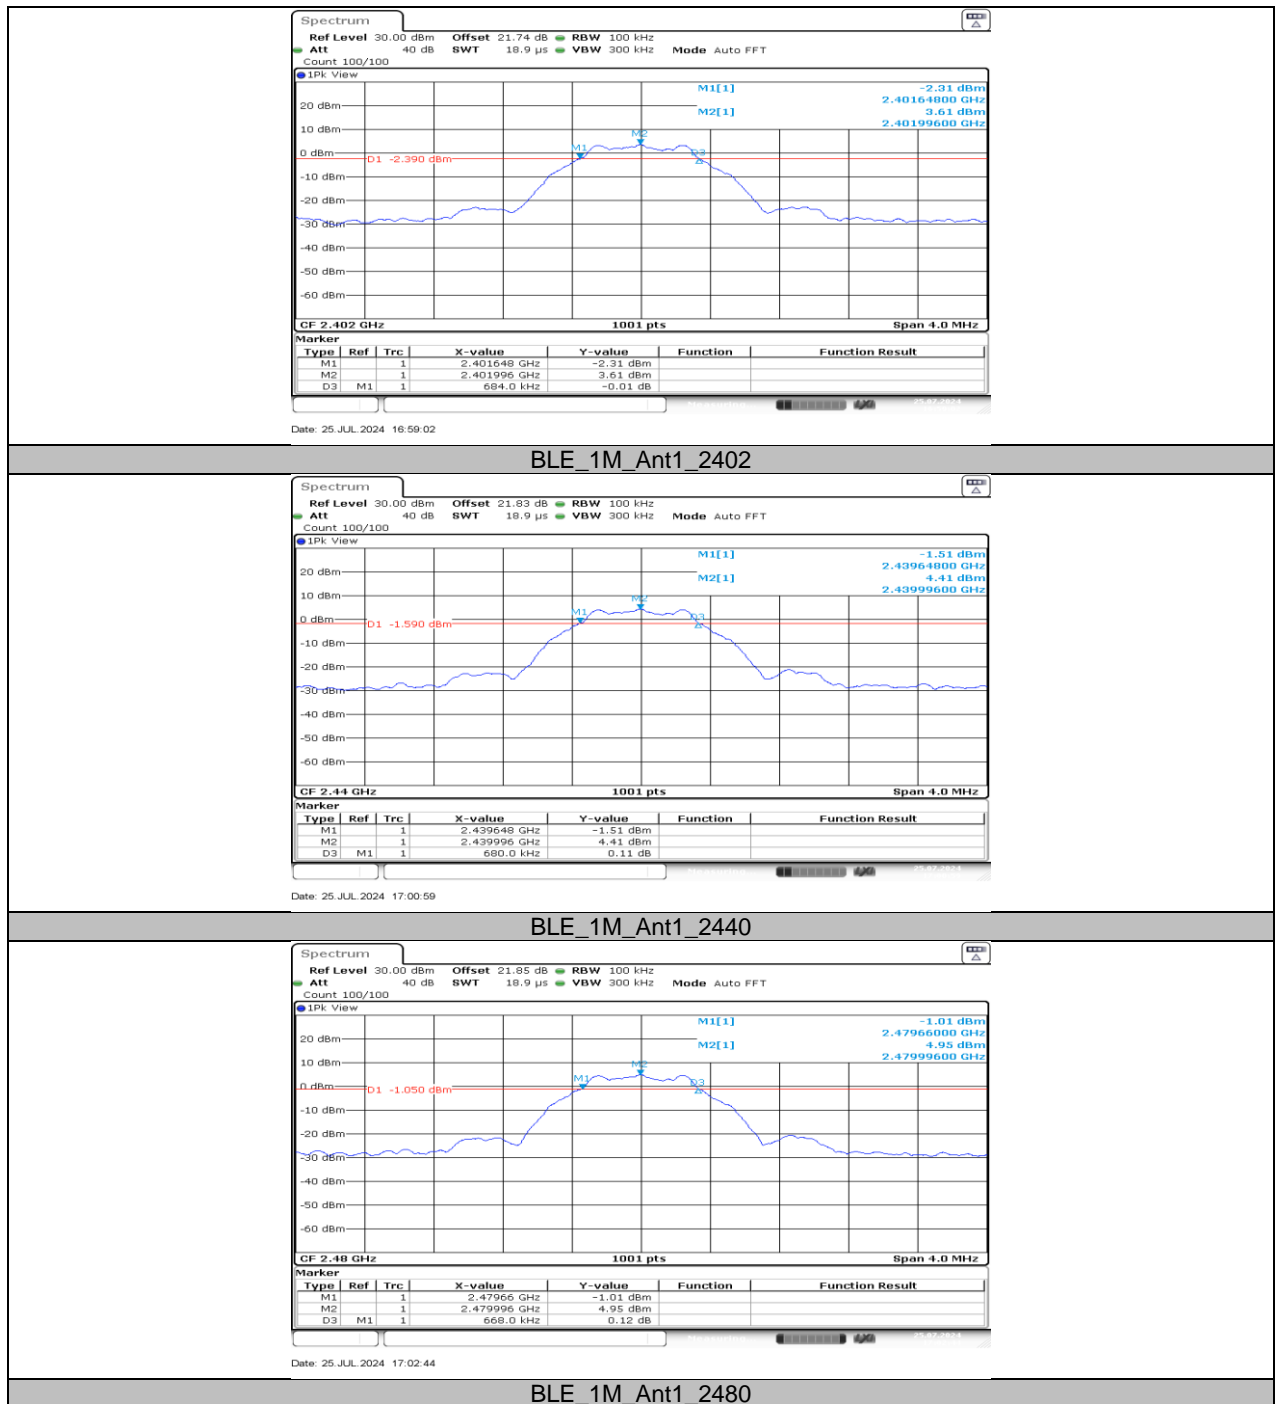 Spectrum
Ref Level 30.00 dBm Offset 21.74 dB RBW 100 kHz
Att 40 dB SWT 18.9 µs VBW 300 kHz Mode Auto FFT
Count 100/100
1Pk View
M1[1] -2.31 dBm
2.40164800 GHz
20 dBm
M2[1] 3.61 dBm
2.40199600 GHz
10 dBm
M2
M1
D3
0 dBm
D1 -2.390 dBm
-10 dBm
-20 dBm
-30 dBm
-40 dBm
-50 dBm
-60 dBm
CF 2.402 GHz 1001 pts Span 4.0 MHz
Marker
Type Ref Trc X-value Y-value Function Function Result
M1 1 2.401648 GHz -2.31 dBm
M2 1 2.401996 GHz 3.61 dBm
D3 M1 1 684.0 kHz -0.01 dB
Date: 25.JUL.2024 16:59:02
BLE_1M_Ant1_2402
Spectrum
Ref Level 30.00 dBm Offset 21.83 dB RBW 100 kHz
Att 40 dB SWT 18.9 µs VBW 300 kHz Mode Auto FFT
Count 100/100
1Pk View
M1[1] -1.51 dBm
2.43964800 GHz
20 dBm
M2[1] 4.41 dBm
2.43999600 GHz
10 dBm
M2
M1
D3
0 dBm
D1 -1.590 dBm
-10 dBm
-20 dBm
-30 dBm
-40 dBm
-50 dBm
-60 dBm
CF 2.44 GHz 1001 pts Span 4.0 MHz
Marker
Type Ref Trc X-value Y-value Function Function Result
M1 1 2.439648 GHz -1.51 dBm
M2 1 2.439996 GHz 4.41 dBm
D3 M1 1 680.0 kHz 0.11 dB
Date: 25.JUL.2024 17:00:59
BLE_1M_Ant1_2440
Spectrum
Ref Level 30.00 dBm Offset 21.85 dB RBW 100 kHz
Att 40 dB SWT 18.9 µs VBW 300 kHz Mode Auto FFT
Count 100/100
1Pk View
M1[1] -1.01 dBm
2.47966000 GHz
20 dBm
M2[1] 4.95 dBm
2.47999600 GHz
10 dBm
M2
M1
D3
0 dBm
D1 -1.050 dBm
-10 dBm
-20 dBm
-30 dBm
-40 dBm
-50 dBm
-60 dBm
CF 2.48 GHz 1001 pts Span 4.0 MHz
Marker
Type Ref Trc X-value Y-value Function Function Result
M1 1 2.47966 GHz -1.01 dBm
M2 1 2.479996 GHz 4.95 dBm
D3 M1 1 668.0 kHz 0.12 dB
Date: 25.JUL.2024 17:02:44
BLE_1M_Ant1_2480